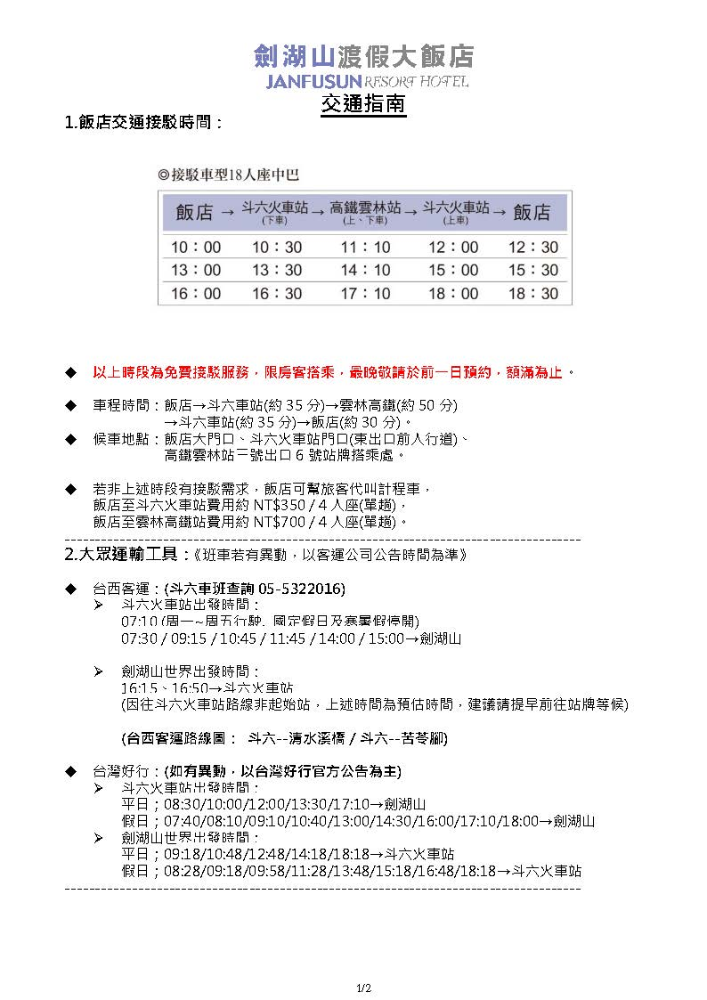 劍湖山渡假大飯店
JANFUSUN RESORT HOTEL
交通指南
1.飯店交通接駁時間：
◎接駁車型18人座中巴
飯店 → 斗六火車站(下車) → 高鐵雲林站(上、下車) → 斗六火車站(上車) → 飯店
10：00 10：30 11：10 12：00 12：30
13：00 13：30 14：10 15：00 15：30
16：00 16：30 17：10 18：00 18：30
◆ 以上時段為免費接駁服務，限房客搭乘，最晚敬請於前一日預約，額滿為止。
◆ 車程時間：飯店→斗六車站(約 35 分)→雲林高鐵(約 50 分)
→斗六車站(約 35 分)→飯店(約 30 分)。
◆ 候車地點：飯店大門口、斗六火車站門口(東出口前人行道)、
高鐵雲林站二號出口 6 號站牌搭乘處。
◆ 若非上述時段有接駁需求，飯店可幫旅客代叫計程車，
飯店至斗六火車站費用約 NT$350 / 4 人座(單趟)，
飯店至雲林高鐵站費用約 NT$700 / 4 人座(單趟)。
--------------------------------------------------------------------------------------
2.大眾運輸工具：《班車若有異動，以客運公司公告時間為準》
◆ 台西客運：(斗六車班查詢 05-5322016)
➢ 斗六火車站出發時間：
07:10 (周一~周五行駛, 國定假日及寒暑假停開)
07:30 / 09:15 / 10:45 / 11:45 / 14:00 / 15:00→劍湖山
➢ 劍湖山世界出發時間：
16:15、16:50→斗六火車站
(因往斗六火車站路線非起始站，上述時間為預估時間，建議請提早前往站牌等候)
(台西客運路線圖： 斗六--清水溪橋 / 斗六--苦苓腳)
◆ 台灣好行：(如有異動，以台灣好行官方公告為主)
➢ 斗六火車站出發時間：
平日；08:30/10:00/12:00/13:30/17:10→劍湖山
假日；07:40/08:10/09:10/10:40/13:00/14:30/16:00/17:10/18:00→劍湖山
➢ 劍湖山世界出發時間：
平日；09:18/10:48/12:48/14:18/18:18→斗六火車站
假日；08:28/09:18/09:58/11:28/13:48/15:18/16:48/18:18→斗六火車站
--------------------------------------------------------------------------------------
1/2